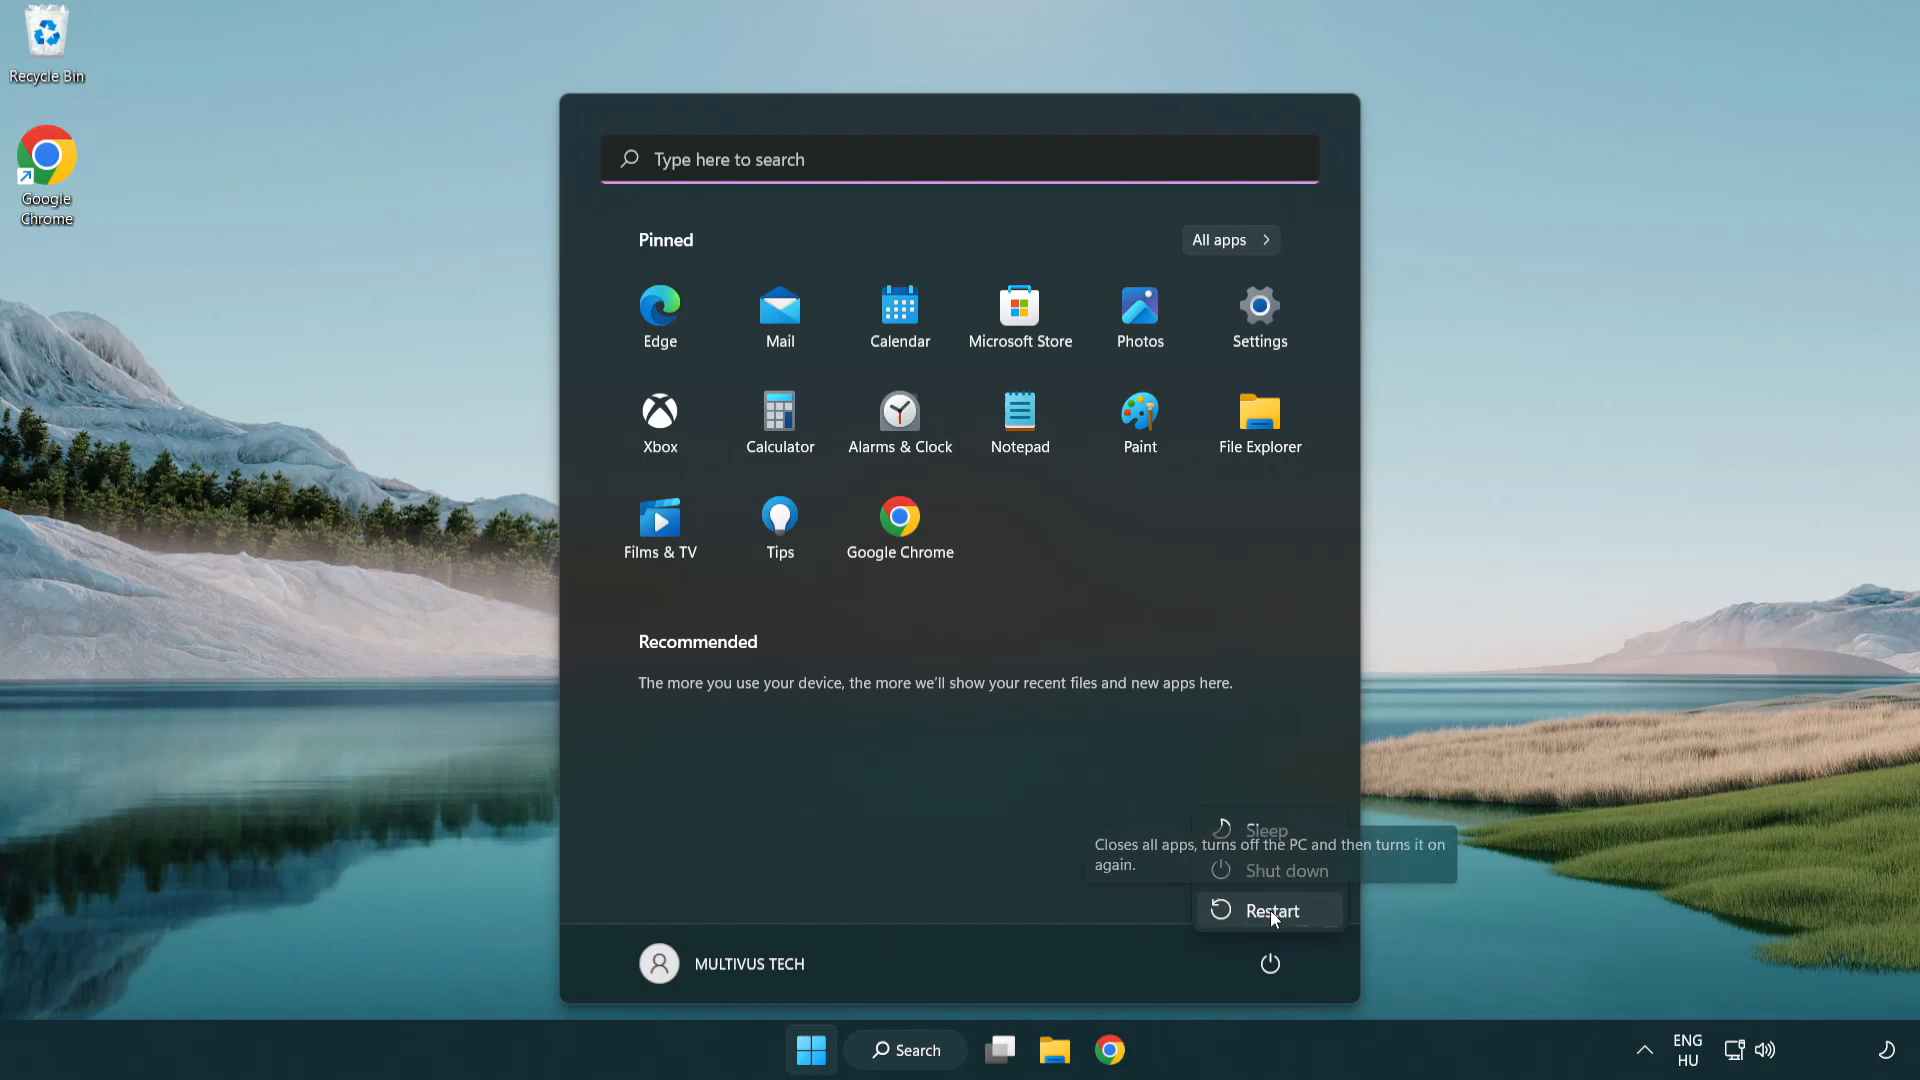 Recycle Bin
Google
Chrome
Type here to search
Pinned
All apps
Edge
Mail
Calendar
Microsoft Store
Photos
Settings
Xbox
Calculator
Alarms & Clock
Notepad
Paint
File Explorer
Films & TV
Tips
Google Chrome
Recommended
The more you use your device, the more we'll show your recent files and new apps here.
Sleep
Closes all apps, turns off the PC and then turns it on
again.
Shut down
Restart
MULTIVUS TECH
Search
ENG
HU